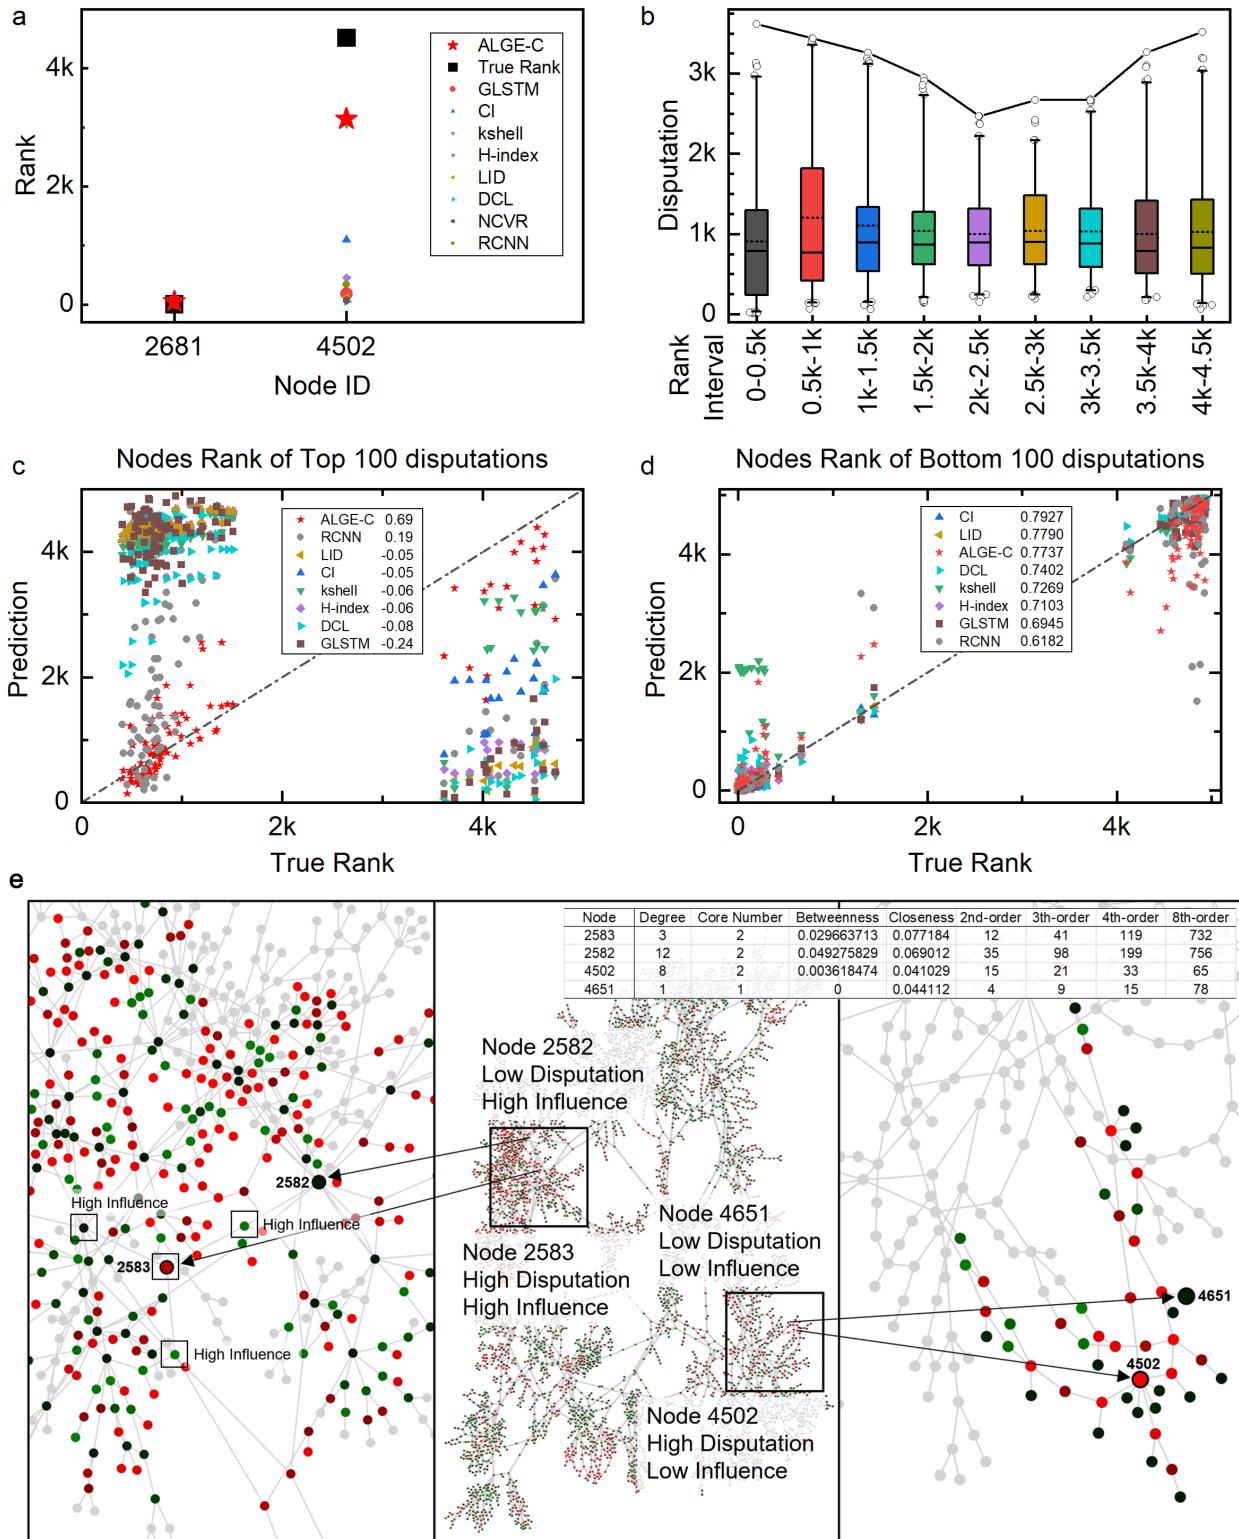 a
4k
2k
0
Rank
2681
4502
Node ID
ALGE-C
True Rank
GLSTM
CI
kshell
H-index
LID
DCL
NCVR
RCNN
b
3k
2k
1k
0
Disputation
Rank
Interval
0-0.5k
0.5k-1k
1k-1.5k
1.5k-2k
2k-2.5k
2.5k-3k
3k-3.5k
3.5k-4k
4k-4.5k
c
Nodes Rank of Top 100 disputations
4k
2k
0
Prediction
0
2k
4k
True Rank
ALGE-C 0.69
RCNN 0.19
LID -0.05
CI -0.05
kshell -0.06
H-index -0.06
DCL -0.08
GLSTM -0.24
d
Nodes Rank of Bottom 100 disputations
4k
2k
0
Prediction
0
2k
4k
True Rank
CI 0.7927
LID 0.7790
ALGE-C 0.7737
DCL 0.7402
kshell 0.7269
H-index 0.7103
GLSTM 0.6945
RCNN 0.6182
e
Node Degree Core Number Betweenness Closeness 2nd-order 3th-order 4th-order 8th-order
2583 3 2 0.029663713 0.077184 12 41 119 732
2582 12 2 0.049275829 0.069012 35 98 199 756
4502 8 2 0.003618474 0.041029 15 21 33 65
4651 1 1 0 0.044112 4 9 15 78
2582
High Influence
High Influence
2583
High Influence
Node 2582
Low Disputation
High Influence
Node 4651
Low Disputation
Low Influence
Node 2583
High Disputation
High Influence
Node 4502
High Disputation
Low Influence
4651
4502